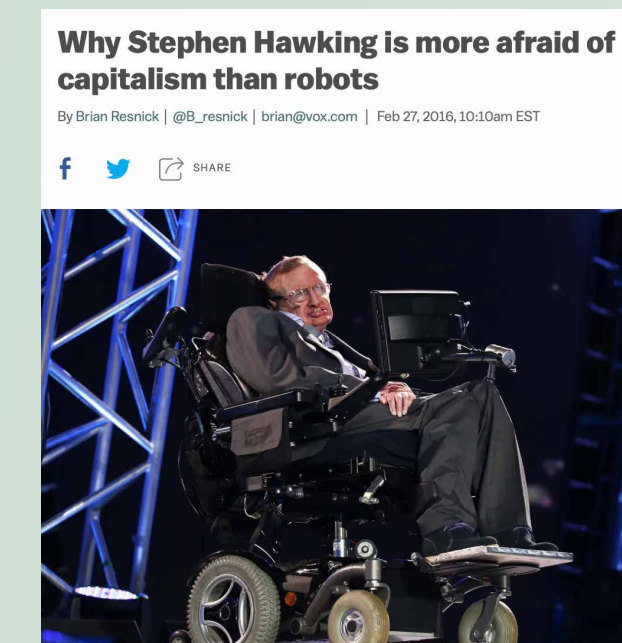 Why Stephen Hawking is more afraid of
capitalism than robots
By Brian Resnick | @B_resnick | brian@vox.com | Feb 27, 2016, 10:10am EST
SHARE